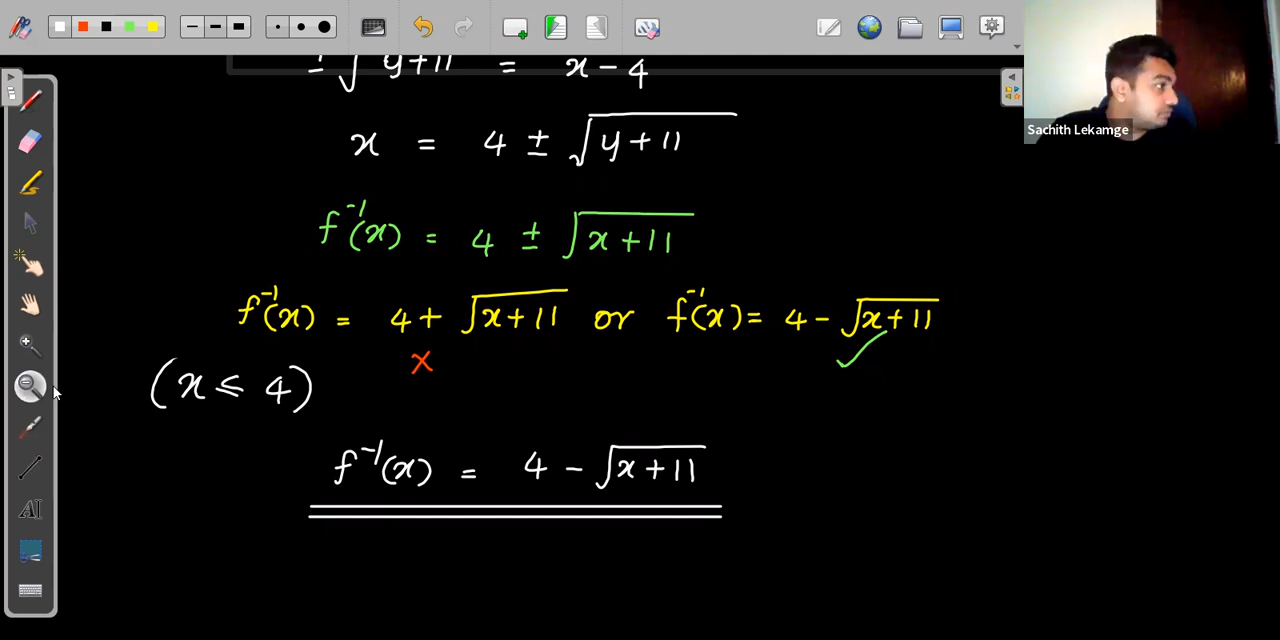 ± √y+11 = x - 4
x = 4 ± √y+11
f⁻¹(x) = 4 ± √x+11
f⁻¹(x) = 4 + √x+11 or f⁻¹(x) = 4 - √x+11
x ✓
(x ≤ 4)
f⁻¹(x) = 4 - √x+11
Sachith Lekamge
AI